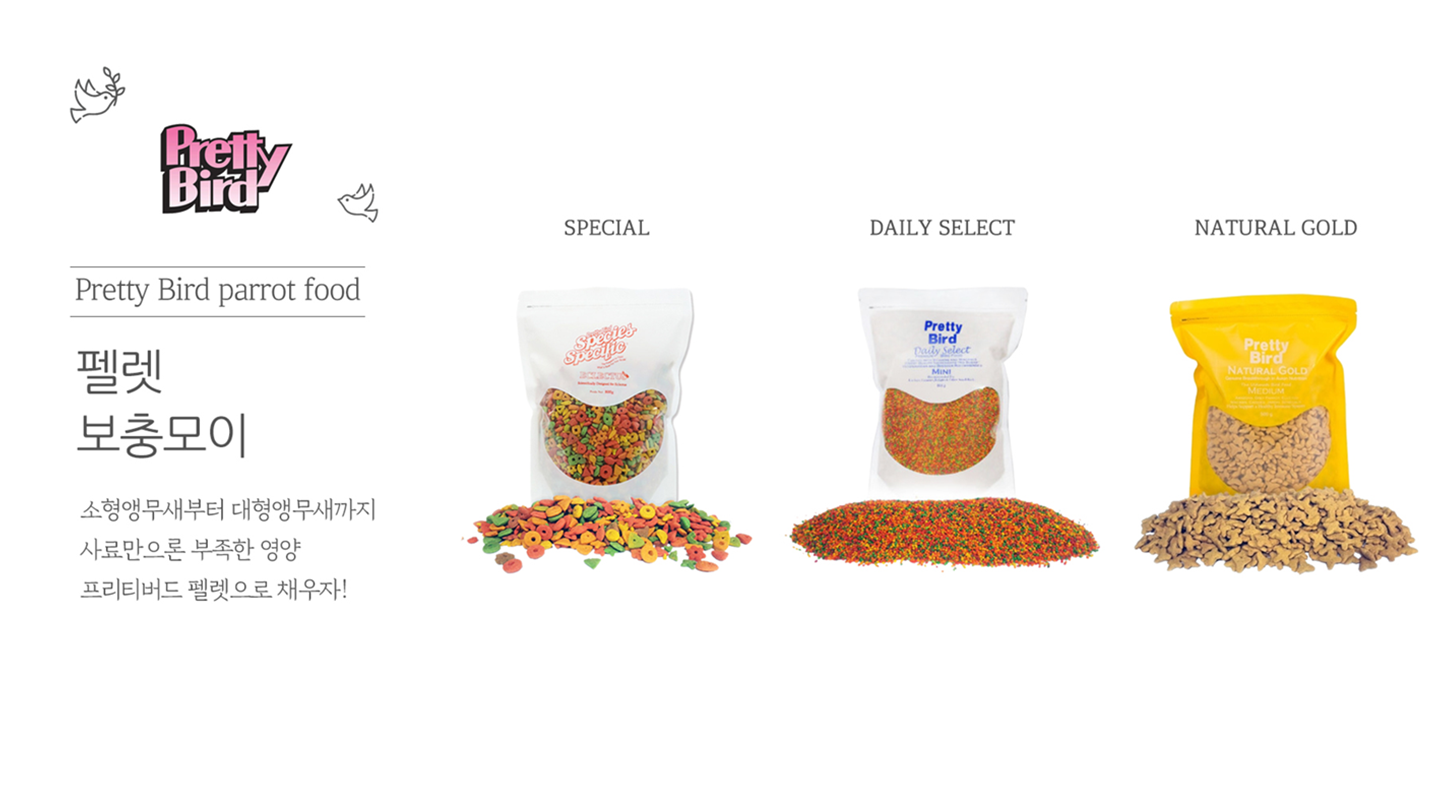 Pretty
Bird
Pretty Bird parrot food
펠렛
보충모이
소형앵무새부터 대형앵무새까지
사료만으론 부족한 영양
프리티버드 펠렛으로 채우자!
SPECIAL
Species
Specific
ECLECTUS
DAILY SELECT
Pretty
Bird
Daily Select
MINI
NATURAL GOLD
Pretty
Bird
NATURAL GOLD
MEDIUM